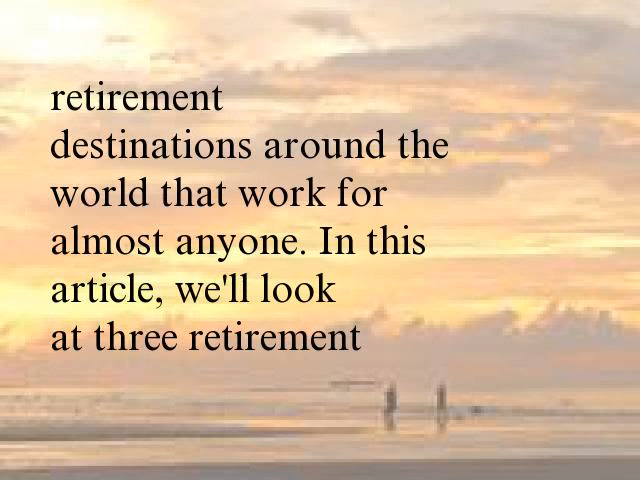 retirement
destinations around the
world that work for
almost anyone. In this
article, we'll look
at three retirement